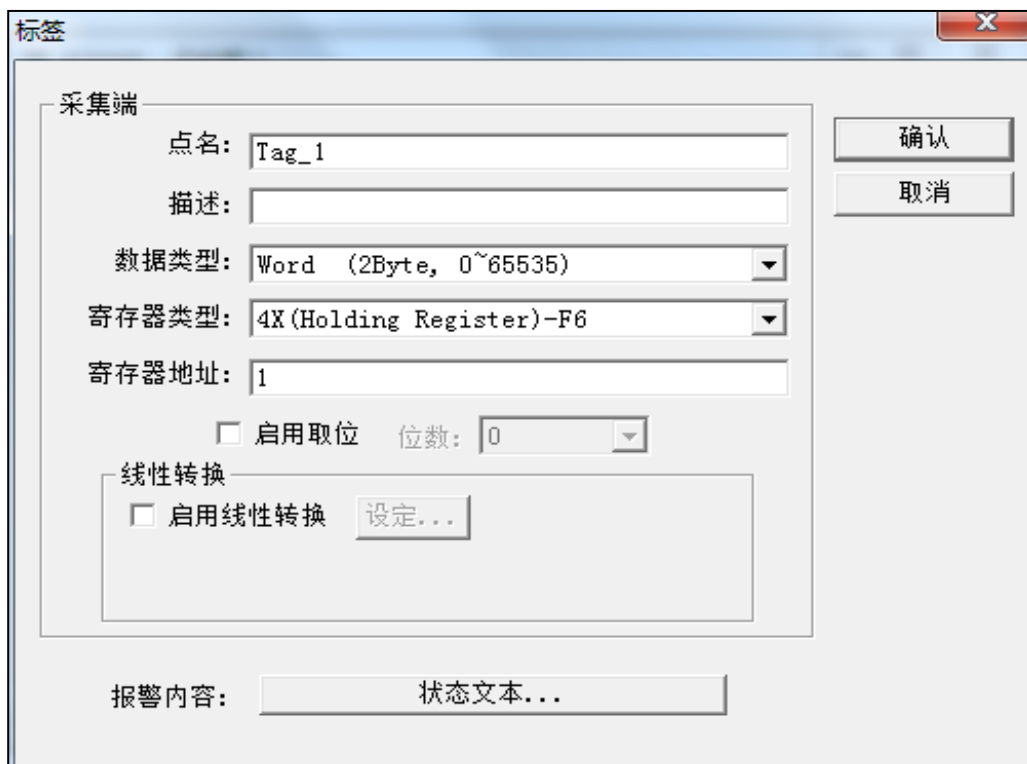 标签
采集端
点名: Tag_1
确认
描述:
取消
数据类型: Word  (2Byte, 0~65535)
寄存器类型: 4X(Holding Register)-F6
寄存器地址: 1
启用取位 位数: 0
线性转换
启用线性转换 设定...
报警内容: 状态文本...